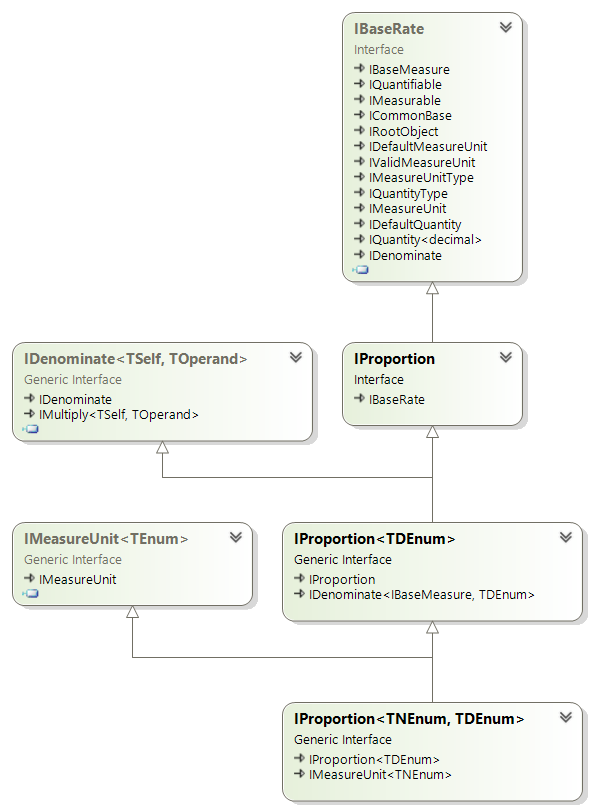 IBaseRate
Interface
IBaseMeasure
IQuantifiable
IMeasurable
ICommonBase
IRootObject
IDefaultMeasureUnit
IValidMeasureUnit
IMeasureUnitType
IQuantityType
IMeasureUnit
IDefaultQuantity
IQuantity<decimal>
IDenominate
IDenominate<TSelf, TOperand>
Generic Interface
IDenominate
IMultiply<TSelf, TOperand>
IProportion
Interface
IBaseRate
IMeasureUnit<TEnum>
Generic Interface
IMeasureUnit
IProportion<TDEnum>
Generic Interface
IProportion
IDenominate<IBaseMeasure, TDEnum>
IProportion<TNEnum, TDEnum>
Generic Interface
IProportion<TDEnum>
IMeasureUnit<TNEnum>